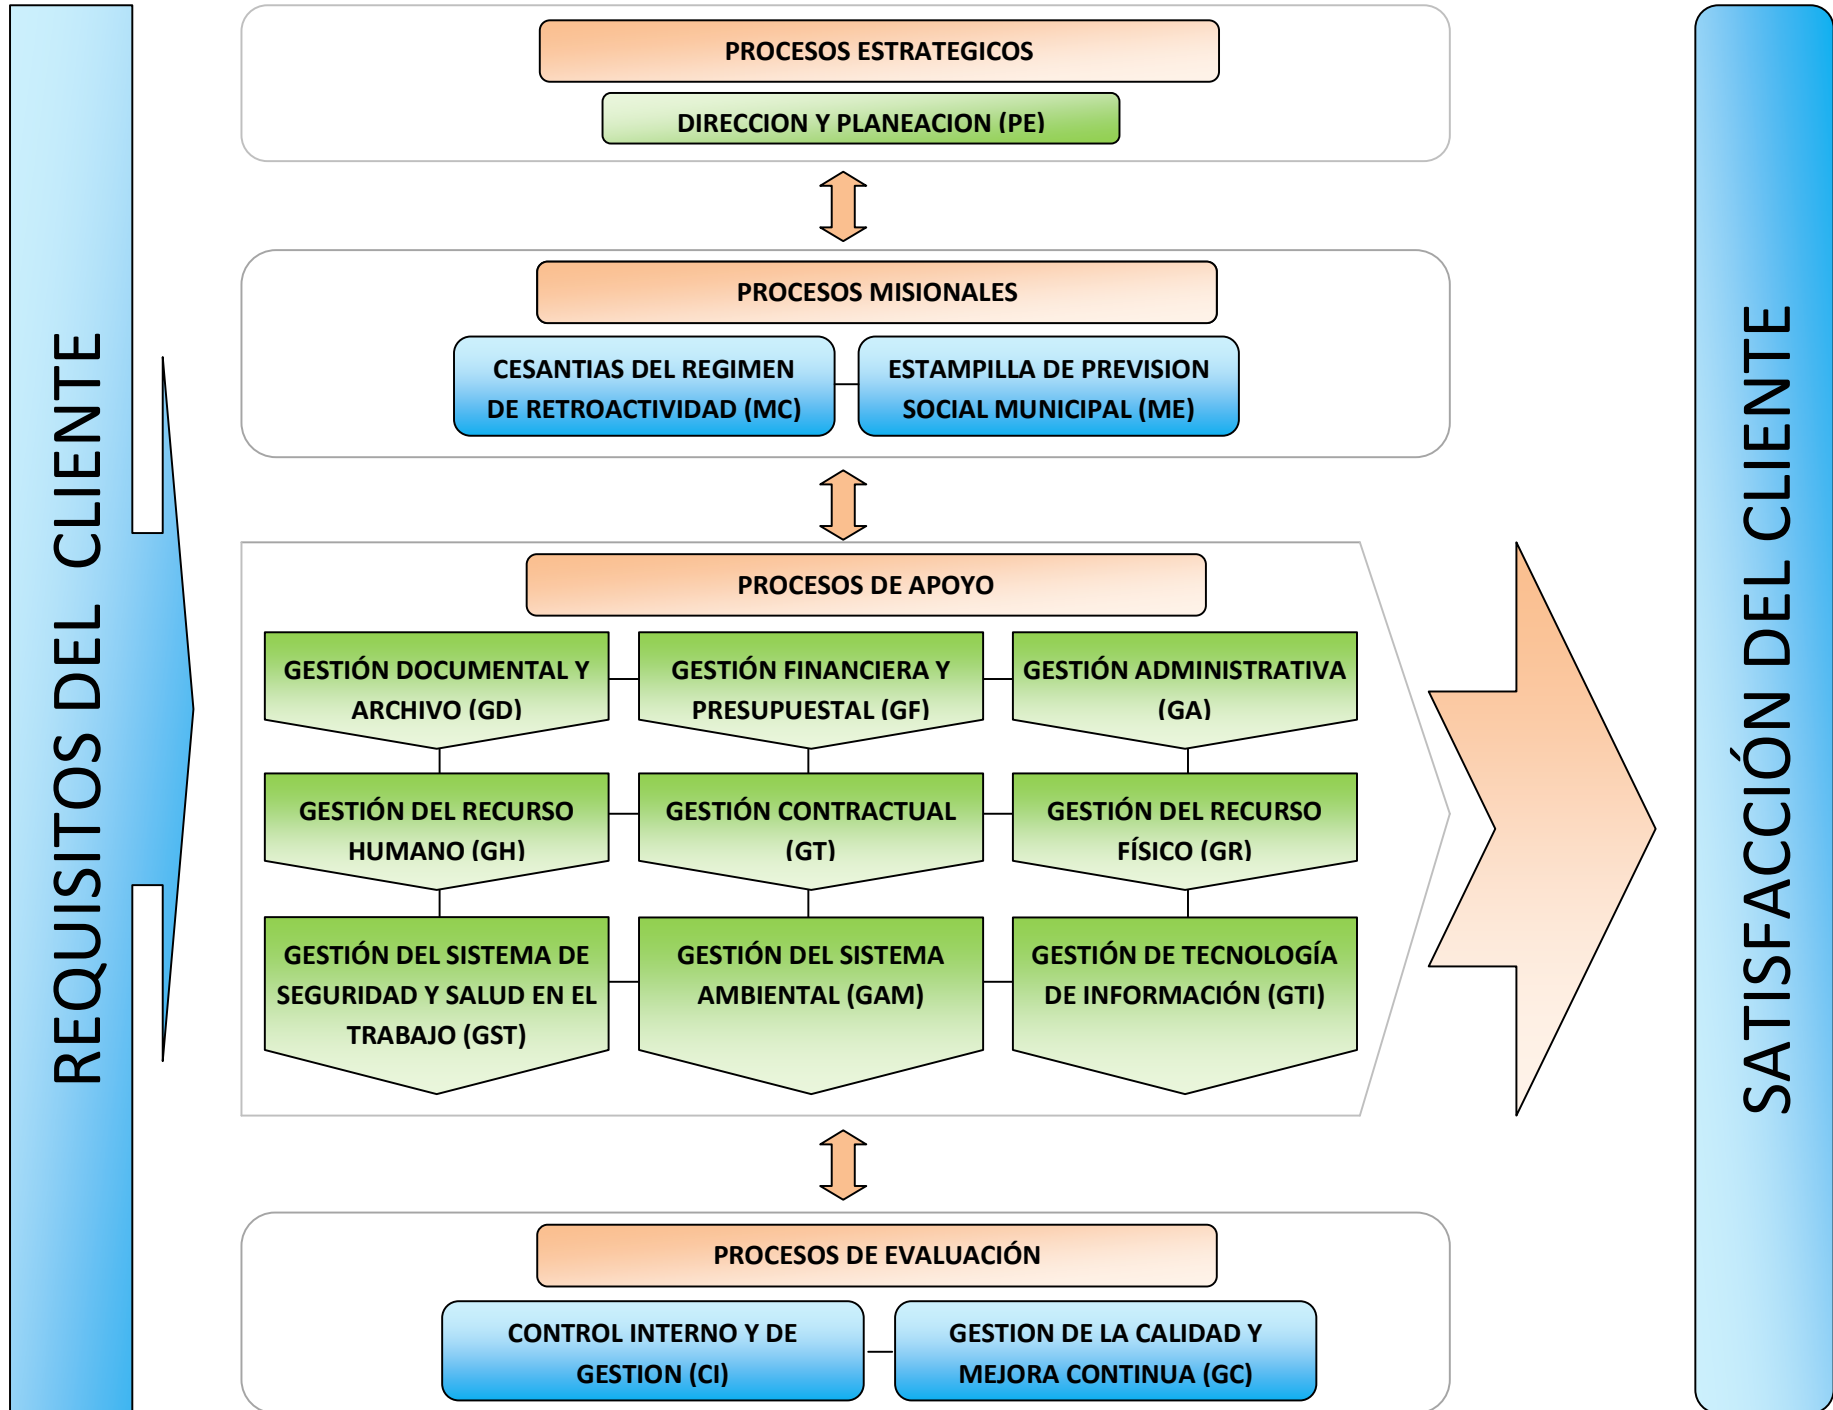 REQUISITOS DEL CLIENTE
PROCESOS ESTRATEGICOS
DIRECCION Y PLANEACION (PE)
PROCESOS MISIONALES
CESANTIAS DEL REGIMEN
DE RETROACTIVIDAD (MC)
ESTAMPILLA DE PREVISION
SOCIAL MUNICIPAL (ME)
PROCESOS DE APOYO
GESTIÓN DOCUMENTAL Y
ARCHIVO (GD)
GESTIÓN FINANCIERA Y
PRESUPUESTAL (GF)
GESTIÓN ADMINISTRATIVA
(GA)
GESTIÓN DEL RECURSO
HUMANO (GH)
GESTIÓN CONTRACTUAL
(GT)
GESTIÓN DEL RECURSO
FÍSICO (GR)
GESTIÓN DEL SISTEMA DE
SEGURIDAD Y SALUD EN EL
TRABAJO (GST)
GESTIÓN DEL SISTEMA
AMBIENTAL (GAM)
GESTIÓN DE TECNOLOGÍA
DE INFORMACIÓN (GTI)
PROCESOS DE EVALUACIÓN
CONTROL INTERNO Y DE
GESTION (CI)
GESTION DE LA CALIDAD Y
MEJORA CONTINUA (GC)
SATISFACCIÓN DEL CLIENTE